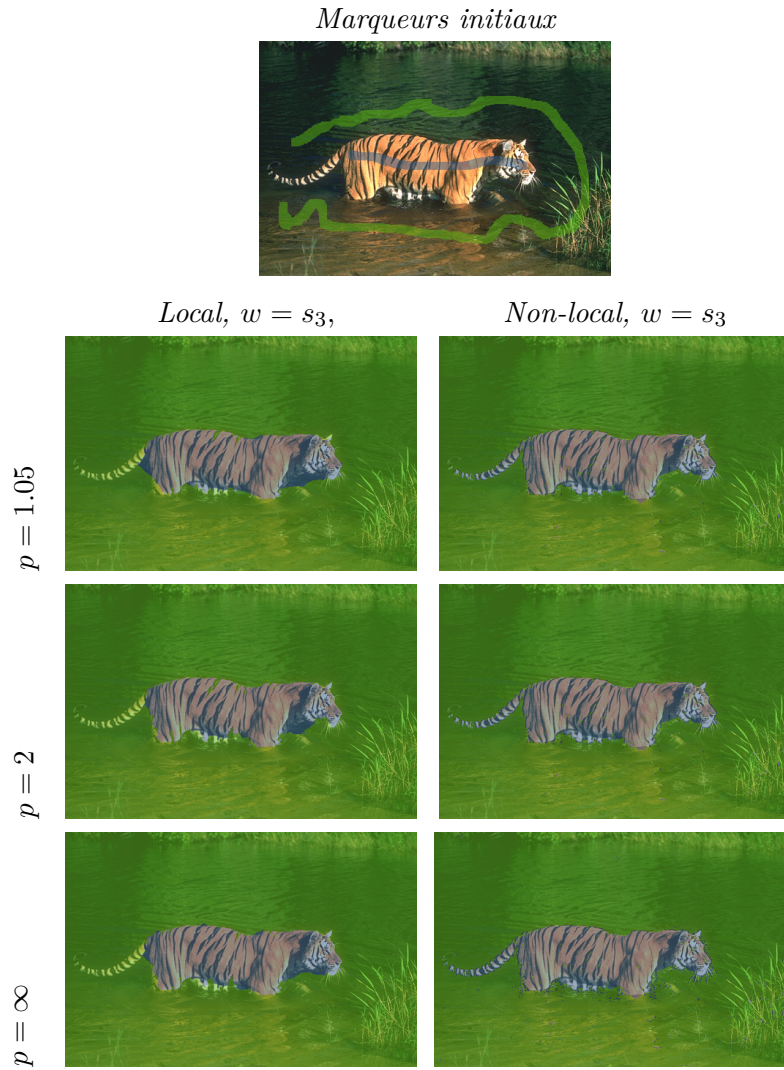 Marqueurs initiaux
Local, w = s₃,
Non-local, w = s₃
p = 1.05
p = 2
p = ∞